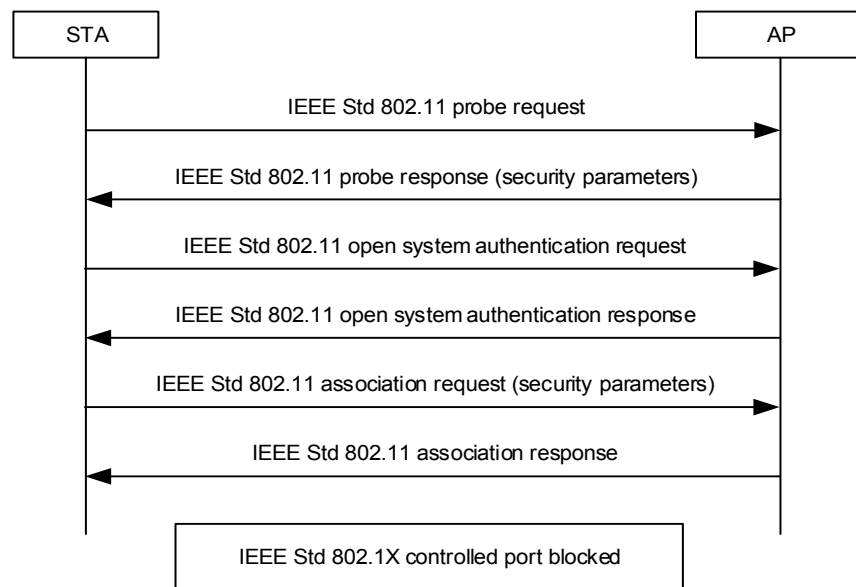 STA
AP
IEEE Std 802.11 probe request
IEEE Std 802.11 probe response (security parameters)
IEEE Std 802.11 open system authentication request
IEEE Std 802.11 open system authentication response
IEEE Std 802.11 association request (security parameters)
IEEE Std 802.11 association response
IEEE Std 802.1X controlled port blocked